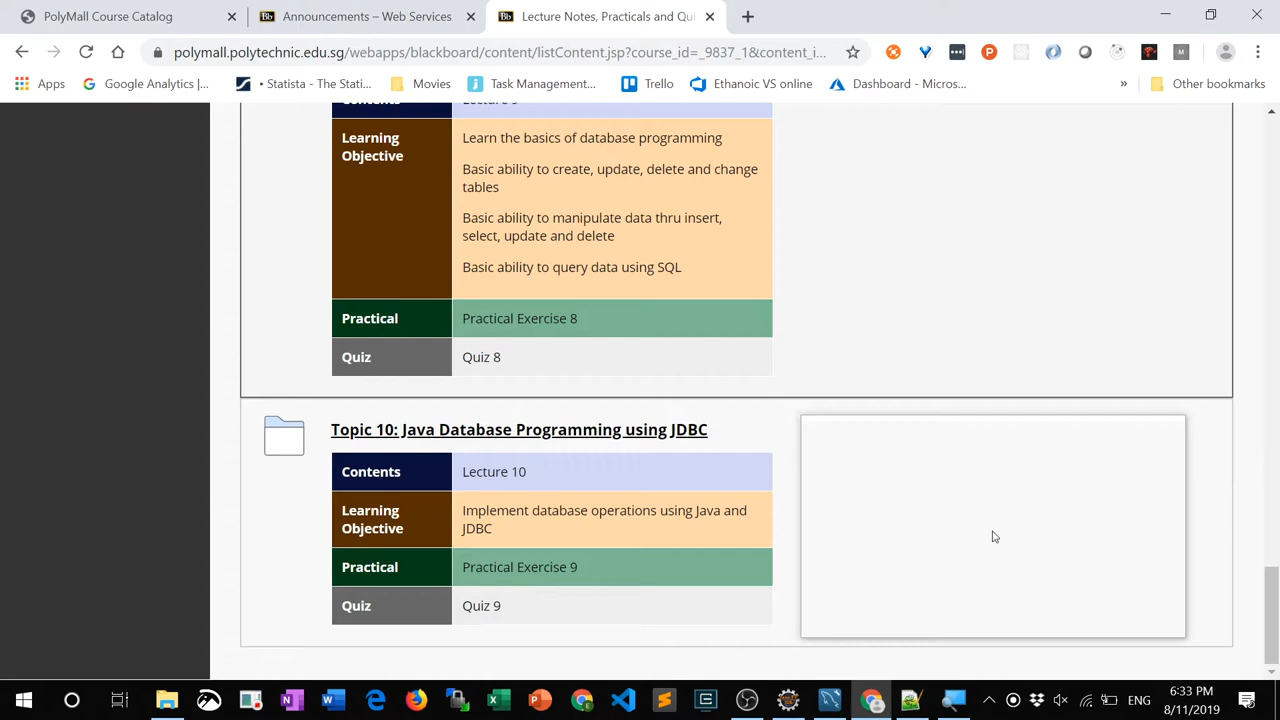 PolyMall Course Catalog
Announcements – Web Services
Lecture Notes, Practicals and Qui
polymall.polytechnic.edu.sg/webapps/blackboard/content/listContent.jsp?course_id=_9837_1&content_i...
Apps
Google Analytics |...
• Statista - The Stati...
Movies
Task Management...
Trello
Ethanoic VS online
Dashboard - Micros...
»
Other bookmarks
Contents
Lecture 9
Learning
Objective
Learn the basics of database programming
Basic ability to create, update, delete and change
tables
Basic ability to manipulate data thru insert,
select, update and delete
Basic ability to query data using SQL
Practical
Practical Exercise 8
Quiz
Quiz 8
Topic 10: Java Database Programming using JDBC
Contents
Lecture 10
Learning
Objective
Implement database operations using Java and
JDBC
Practical
Practical Exercise 9
Quiz
Quiz 9
ENG
6:33 PM
8/11/2019